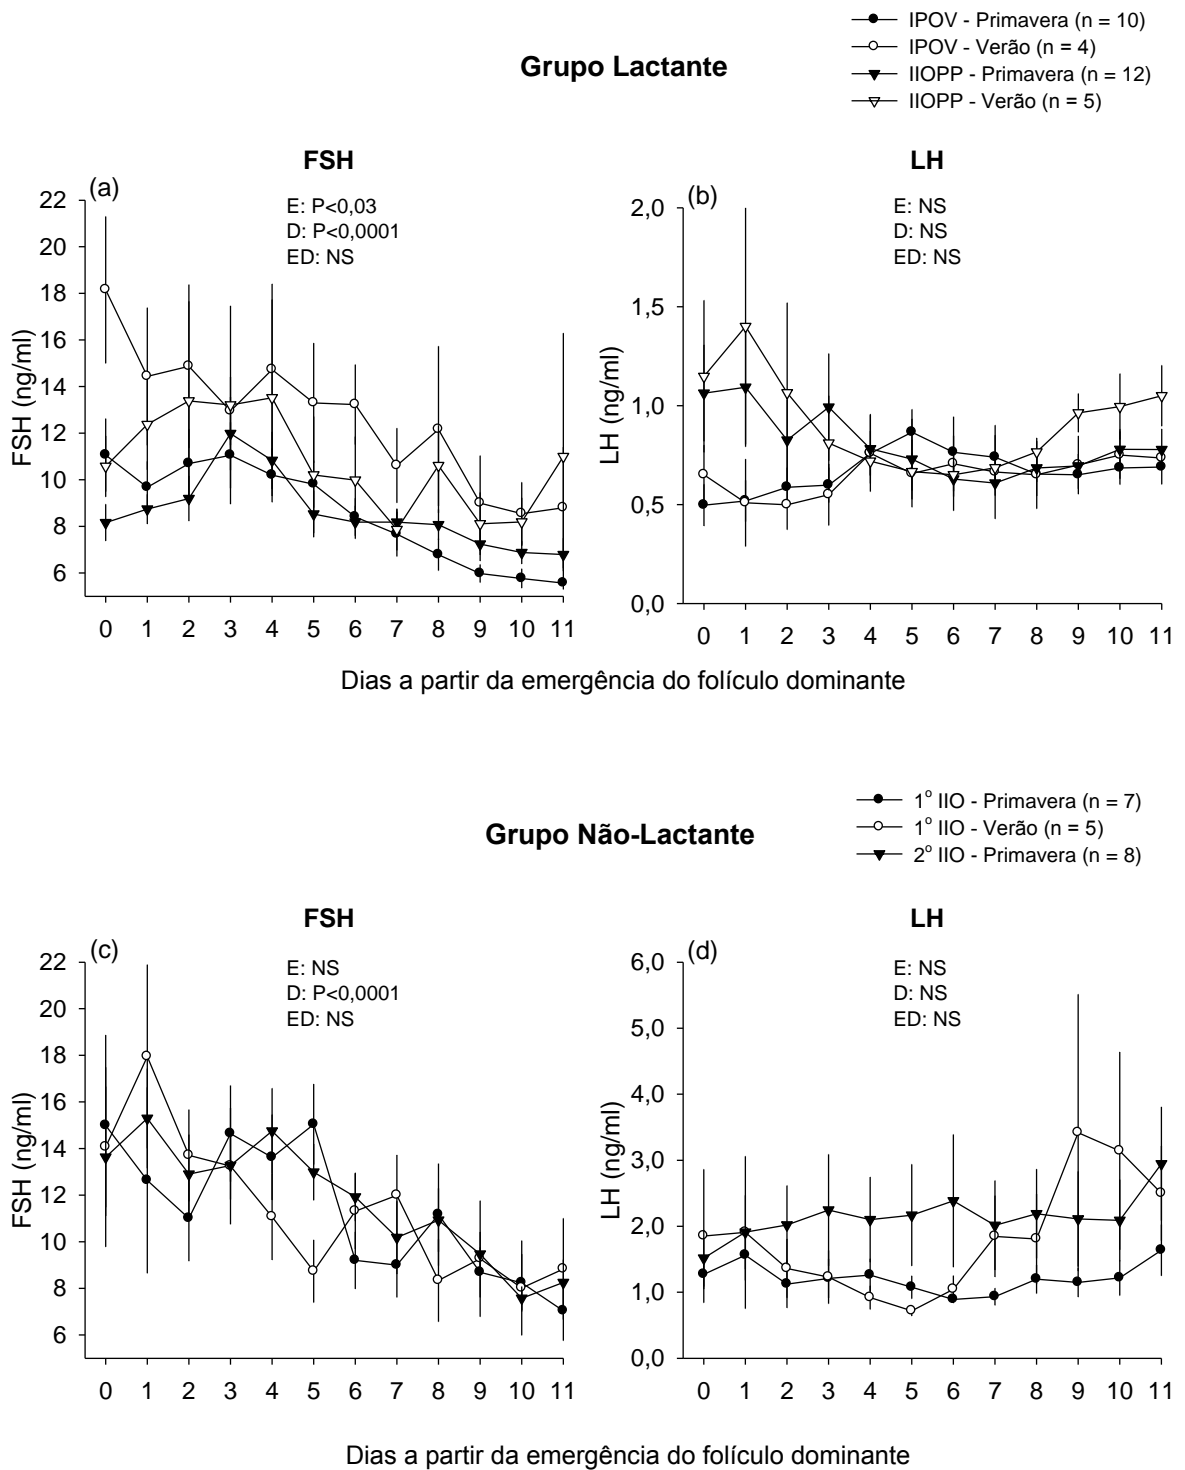 IPOV - Primavera (n = 10)
IPOV - Verão (n = 4)
IIOPP - Primavera (n = 12)
IIOPP - Verão (n = 5)
Grupo Lactante
FSH
(a)
E: P<0,03
D: P<0,0001
ED: NS
22
20
18
16
14
12
10
8
6
FSH (ng/ml)
0 1 2 3 4 5 6 7 8 9 10 11
LH
(b)
E: NS
D: NS
ED: NS
2,0
1,5
1,0
0,5
0,0
LH (ng/ml)
0 1 2 3 4 5 6 7 8 9 10 11
Dias a partir da emergência do folículo dominante
1º IIO - Primavera (n = 7)
1º IIO - Verão (n = 5)
2º IIO - Primavera (n = 8)
Grupo Não-Lactante
FSH
(c)
E: NS
D: P<0,0001
ED: NS
22
20
18
16
14
12
10
8
6
FSH (ng/ml)
0 1 2 3 4 5 6 7 8 9 10 11
LH
(d)
E: NS
D: NS
ED: NS
6,0
5,0
4,0
3,0
2,0
1,0
0,0
LH (ng/ml)
0 1 2 3 4 5 6 7 8 9 10 11
Dias a partir da emergência do folículo dominante